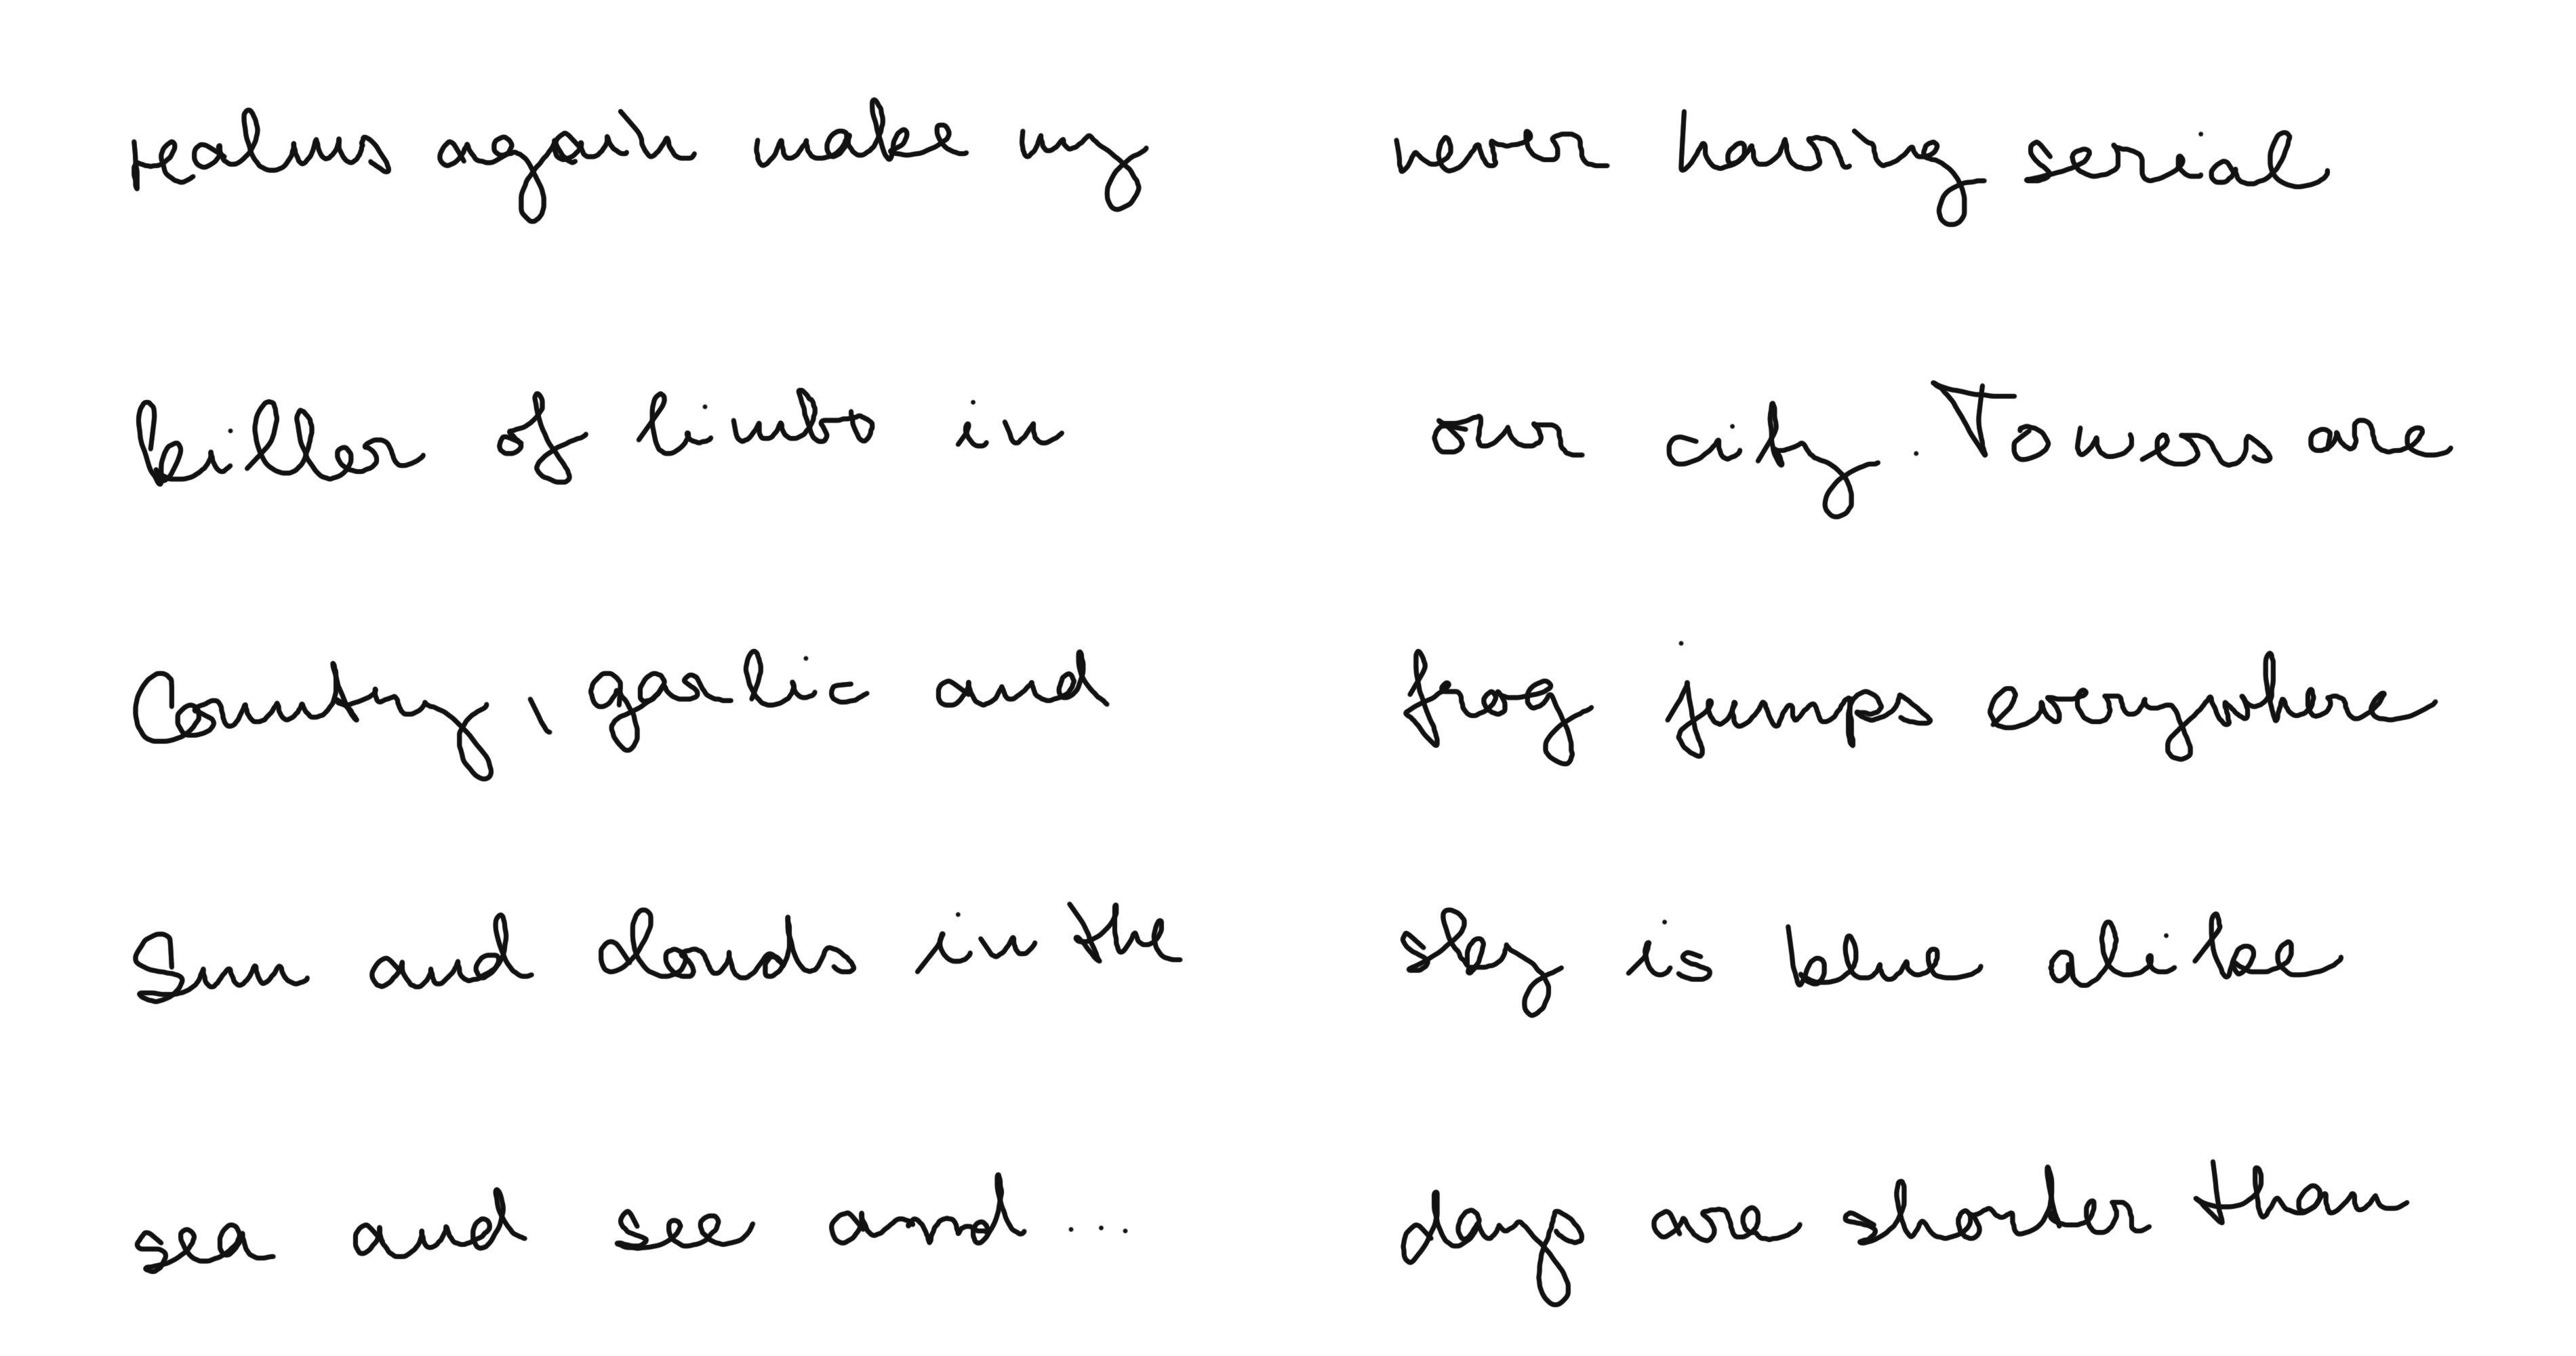 realms again make my never having serial
killer of limbo in our city. Towers are
Country, garlic and frog jumps everywhere
Sun and clouds in the sky is blue alike
sea and see and ... days are shorter than